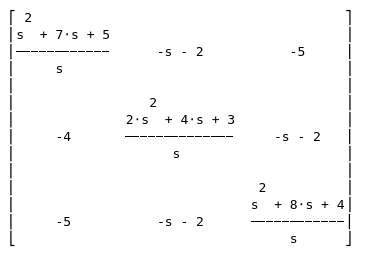 ⎡ 2                                        ⎤
⎢s  + 7⋅s + 5                              ⎥
⎢────────────      -s - 2           -5     ⎥
⎢     s                                    ⎥
⎢                                          ⎥
⎢                 2                        ⎥
⎢              2⋅s  + 4⋅s + 3              ⎥
⎢     -4       ──────────────     -s - 2   ⎥
⎢                    s                     ⎥
⎢                                          ⎥
⎢                               2          ⎥
⎢                              s  + 8⋅s + 4⎥
⎢     -5           -s - 2      ────────────⎥
⎣                                   s      ⎦